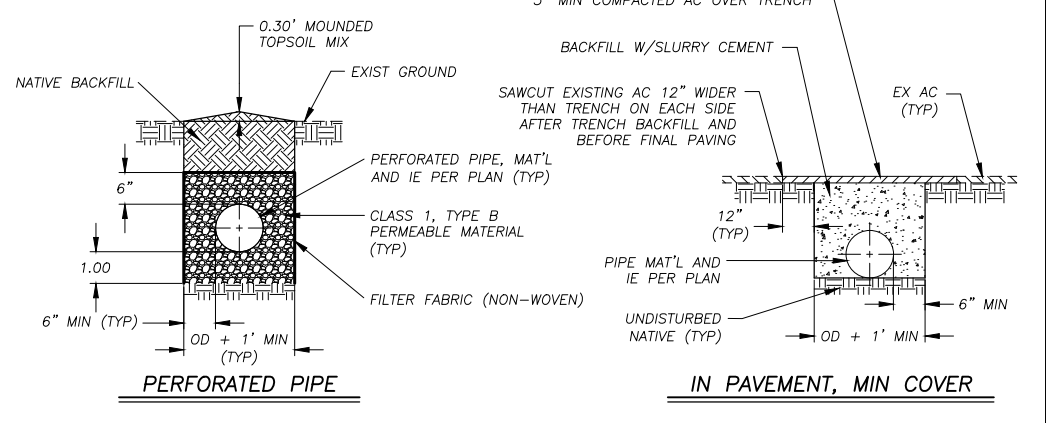 0.30' MOUNDED
TOPSOIL MIX
NATIVE BACKFILL
EXIST GROUND
PERFORATED PIPE, MAT'L
AND IE PER PLAN (TYP)
6"
CLASS 1, TYPE B
PERMEABLE MATERIAL
(TYP)
1.00
FILTER FABRIC (NON-WOVEN)
6" MIN (TYP)
OD + 1' MIN
(TYP)
PERFORATED PIPE
MIN COMPACTED AC OVER TRENCH
BACKFILL W/SLURRY CEMENT
SAWCUT EXISTING AC 12" WIDER
THAN TRENCH ON EACH SIDE
AFTER TRENCH BACKFILL AND
BEFORE FINAL PAVING
EX AC
(TYP)
12"
(TYP)
PIPE MAT'L AND
IE PER PLAN
6" MIN
UNDISTURBED
NATIVE (TYP)
OD + 1' MIN
IN PAVEMENT, MIN COVER